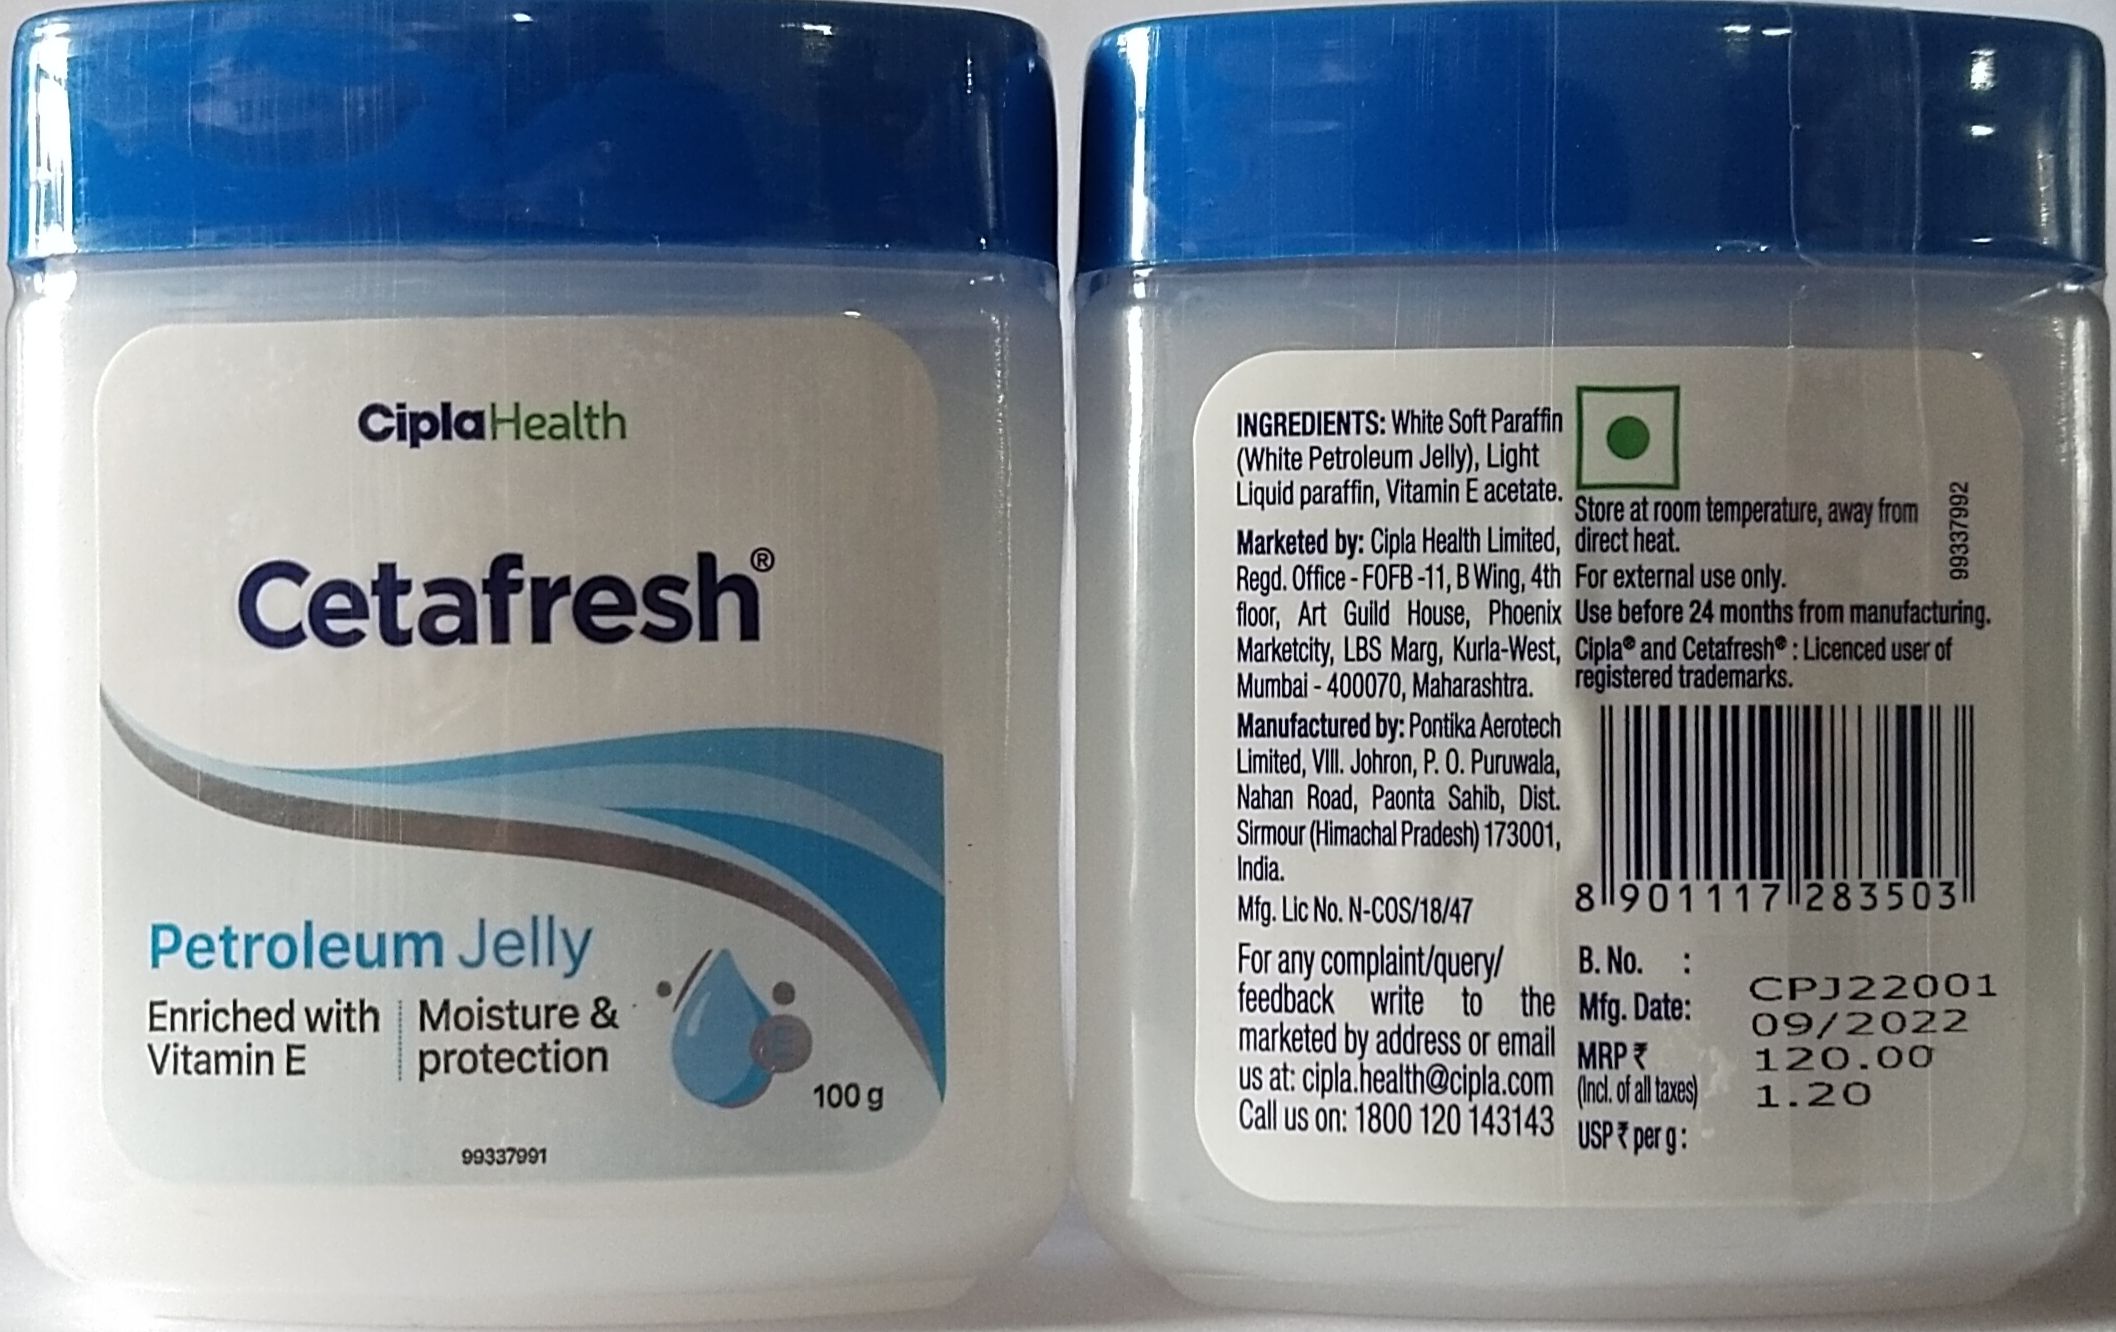 CiplaHealth
Cetafresh®
Petroleum Jelly
Enriched with
Vitamin E
Moisture &
protection
E
100 g
99337991
INGREDIENTS: White Soft Paraffin
(White Petroleum Jelly), Light
Liquid paraffin, Vitamin E acetate.
Marketed by: Cipla Health Limited,
Regd. Office - FOFB -11, B Wing, 4th
floor, Art Guild House, Phoenix
Marketcity, LBS Marg, Kurla-West,
Mumbai - 400070, Maharashtra.
Manufactured by: Pontika Aerotech
Limited, Vill. Johron, P. O. Puruwala,
Nahan Road, Paonta Sahib, Dist.
Sirmour (Himachal Pradesh) 173001,
India.
Mfg. Lic No. N-COS/18/47
For any complaint/query/
feedback write to the
marketed by address or email
us at: cipla.health@cipla.com
Call us on: 1800 120 143143
Store at room temperature, away from
direct heat.
For external use only.
Use before 24 months from manufacturing.
Cipla® and Cetafresh® : Licenced user of
registered trademarks.
99337992
8 901117 283503
B. No. : CPJ22001
Mfg. Date: 09/2022
MRP ₹ 120.00
(Incl. of all taxes)
USP ₹ per g : 1.20